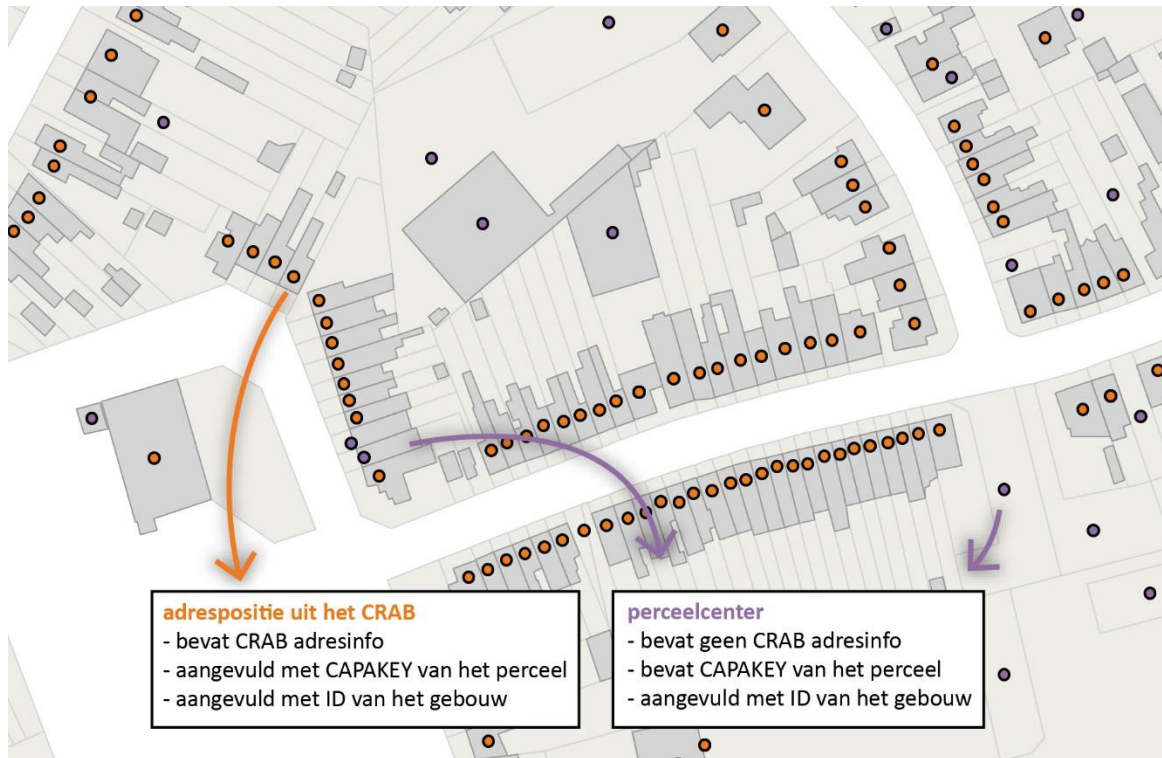 adrespositie uit het CRAB
- bevat CRAB adresinfo
- aangevuld met CAPAKEY van het perceel
- aangevuld met ID van het gebouw
perceelcenter
- bevat geen CRAB adresinfo
- bevat CAPAKEY van het perceel
- aangevuld met ID van het gebouw